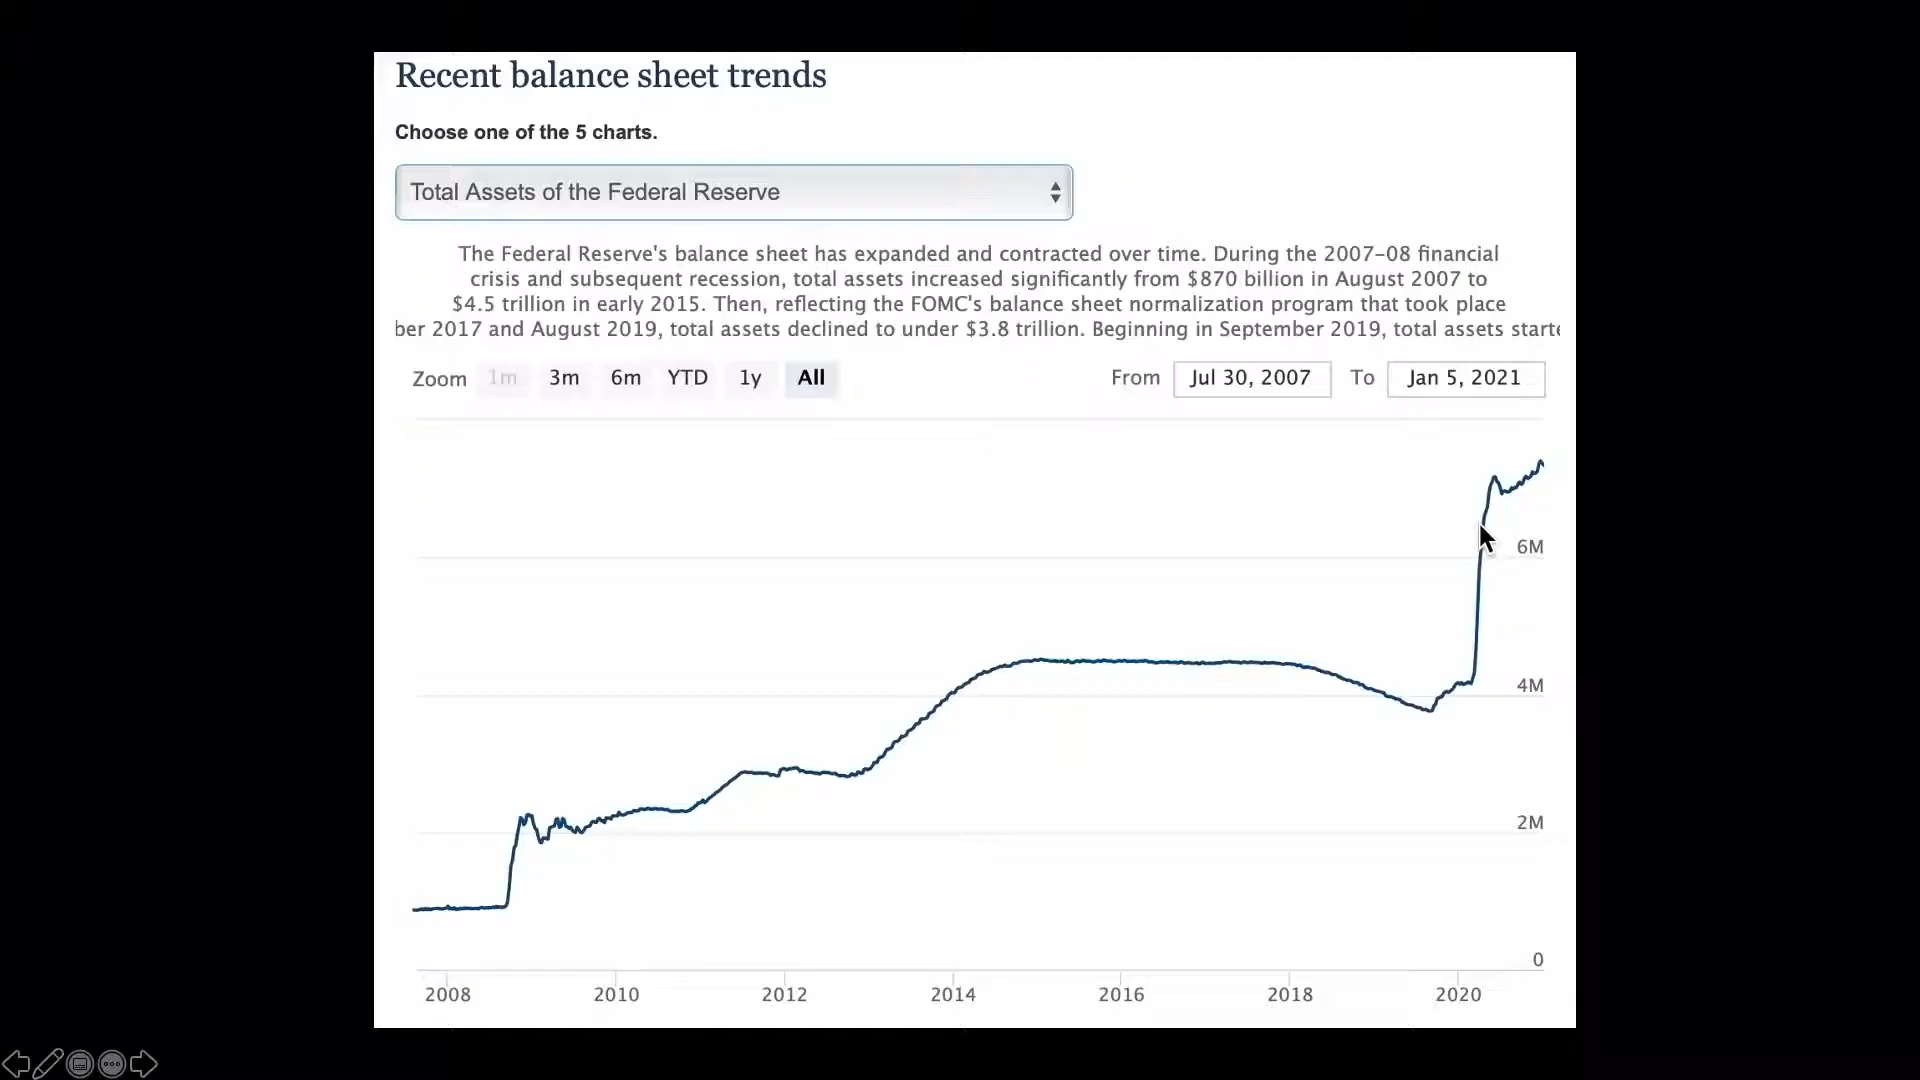 Recent balance sheet trends
Choose one of the 5 charts.
Total Assets of the Federal Reserve
The Federal Reserve's balance sheet has expanded and contracted over time. During the 2007–08 financial
crisis and subsequent recession, total assets increased significantly from $870 billion in August 2007 to
$4.5 trillion in early 2015. Then, reflecting the FOMC's balance sheet normalization program that took place
ber 2017 and August 2019, total assets declined to under $3.8 trillion. Beginning in September 2019, total assets starte
Zoom 1m 3m 6m YTD 1y All From Jul 30, 2007 To Jan 5, 2021
6M
4M
2M
0
2008 2010 2012 2014 2016 2018 2020